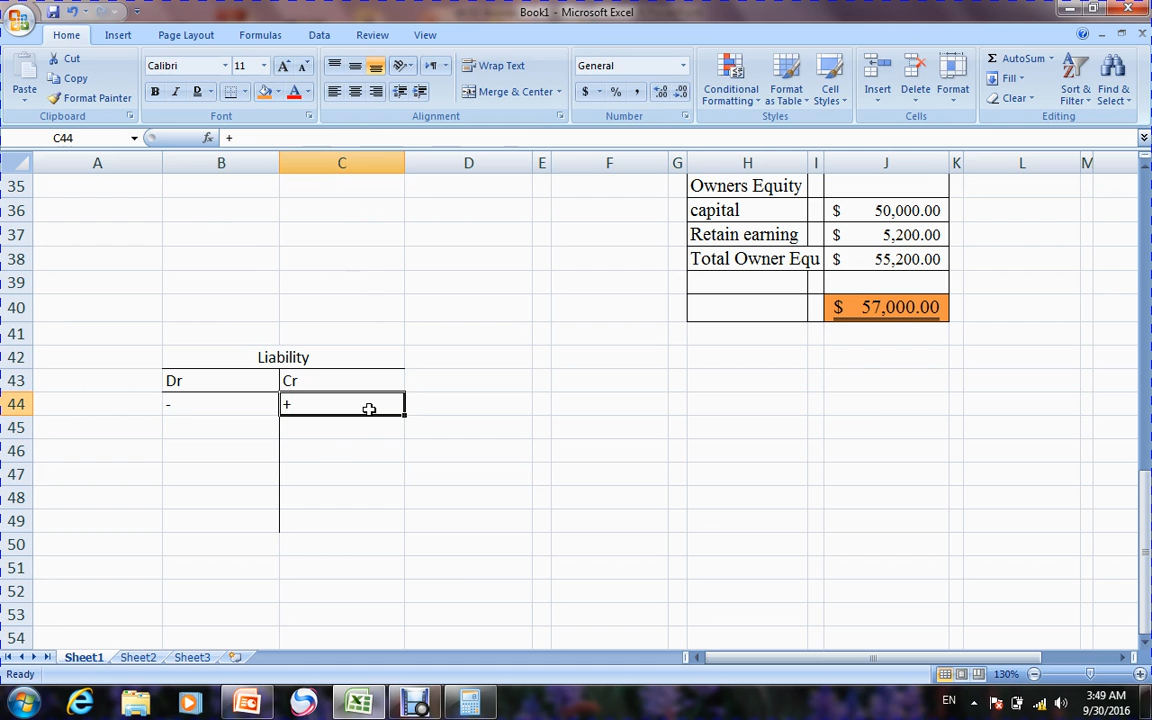 Book1 - Microsoft Excel
Home Insert Page Layout Formulas Data Review View
Paste
Cut
Copy
Format Painter
Clipboard
Calibri 11
B I D
Font
Wrap Text
Merge & Center
Alignment
General
$ % ,
Number
Conditional Formatting
Format as Table
Cell Styles
Styles
Insert Delete Format
Cells
Σ AutoSum
Fill
Clear
Sort & Filter
Find & Select
Editing
C44 fx +
A B C D E F G H I J K L M
35 Owners Equity
36 capital $ 50,000.00
37 Retain earning $ 5,200.00
38 Total Owner Equ $ 55,200.00
39
40 $ 57,000.00
41
42 Liability
43 Dr Cr
44 - +
45
46
47
48
49
50
51
52
53
54
Sheet1 Sheet2 Sheet3
Ready 130%
EN 3:49 AM
9/30/2016